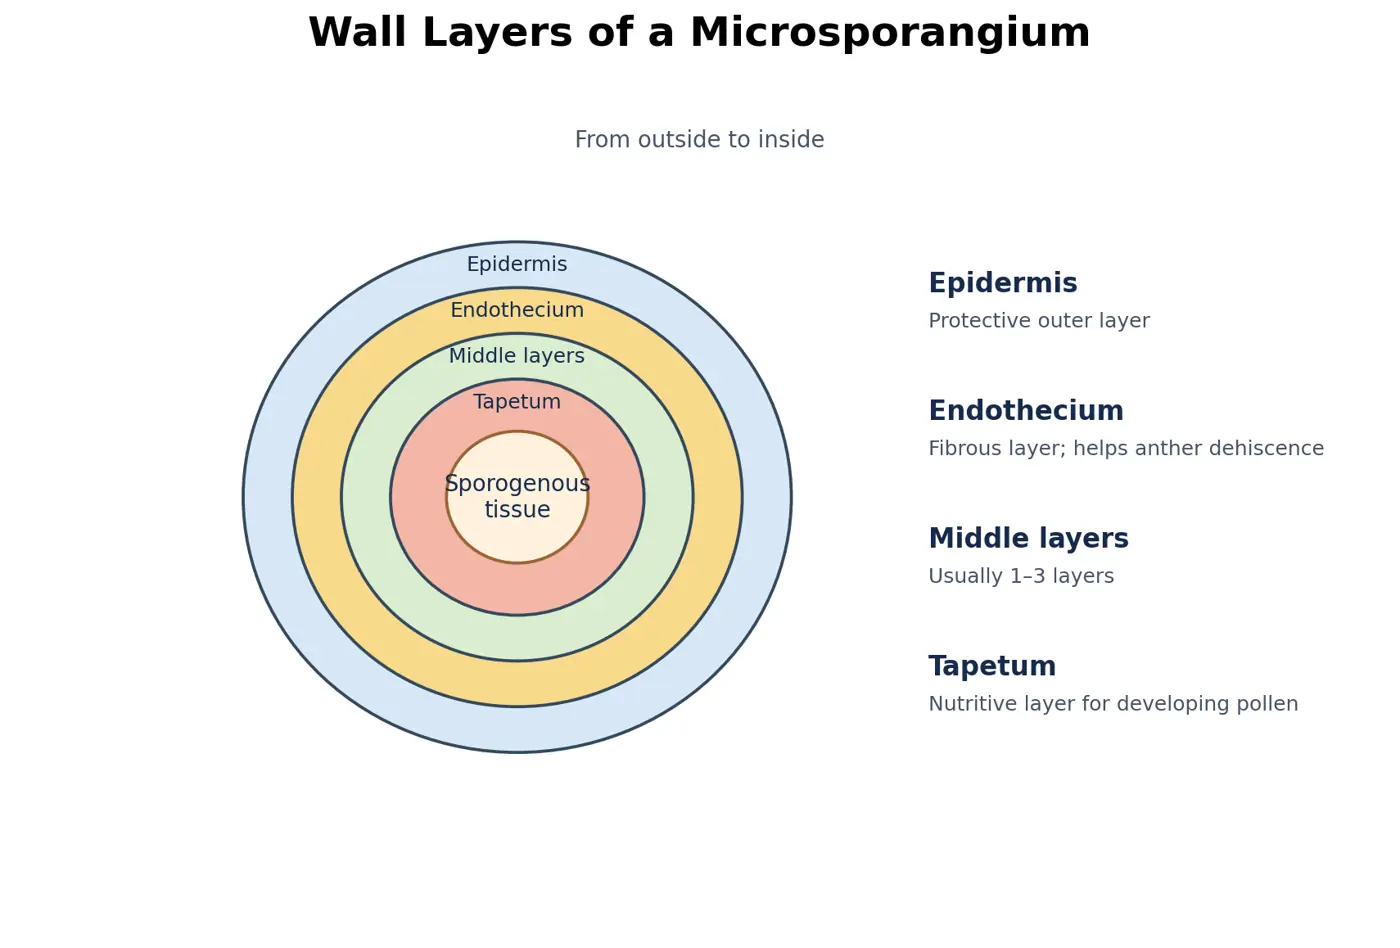 Wall Layers of a Microsporangium
From outside to inside
Epidermis
Endothecium
Middle layers
Tapetum
Sporogenous
tissue
Epidermis
Protective outer layer
Endothecium
Fibrous layer; helps anther dehiscence
Middle layers
Usually 1–3 layers
Tapetum
Nutritive layer for developing pollen